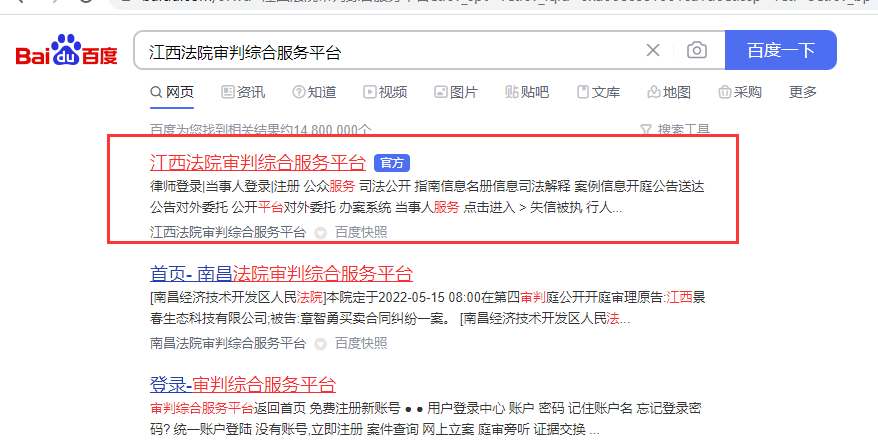 Bai du 百度
江西法院审判综合服务平台
百度一下
网页 资讯 知道 视频 图片 贴吧 文库 地图 采购 更多
百度为您找到相关结果约14,800,000个 搜索工具
江西法院审判综合服务平台 官方
律师登录|当事人登录|注册 公众服务 司法公开 指南信息名册信息司法解释 案例信息开庭公告送达
公告对外委托 公开平台对外委托 办案系统 当事人服务 点击进入 > 失信被执 行人...
江西法院审判综合服务平台 百度快照
首页- 南昌法院审判综合服务平台
[南昌经济技术开发区人民法院]本院定于2022-05-15 08:00在第四审判庭公开开庭审理原告:江西景
春生态科技有限公司;被告:章智勇买卖合同纠纷一案。 [南昌经济技术开发区人民法...
南昌法院审判综合服务平台 百度快照
登录-审判综合服务平台
审判综合服务平台返回首页 免费注册新账号 ● ● 用户登录中心 账户 密码 记住账户名 忘记登录密
码? 统一账户登陆 没有账号,立即注册 案件查询 网上立案 庭审旁听 证据交换 ...